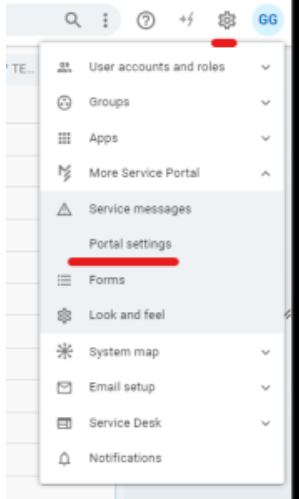 GG
TE...
User accounts and roles
Groups
Apps
More Service Portal
Service messages
Portal settings
Forms
Look and feel
System map
Email setup
Service Desk
Notifications